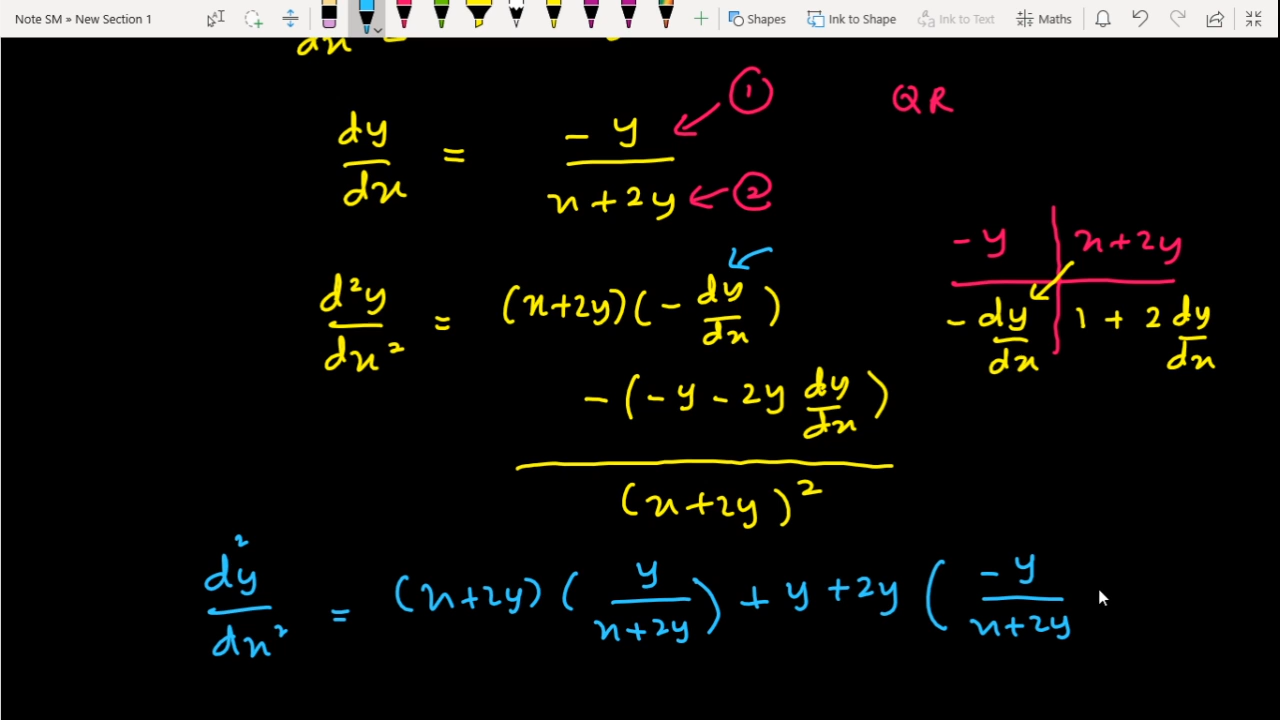 Note SM » New Section 1 Shapes Ink to Shape Ink to Text Maths
dx =
dy/dx = -y/(x+2y) ① ② QR
-y | x+2y
-dy/dx | 1 + 2 dy/dx
d²y/dx² = (x+2y)(-dy/dx)
-(-y - 2y dy/dx)
(x+2y)²
d²y/dx² = (x+2y)(y/(x+2y)) + y + 2y(-y/(x+2y)